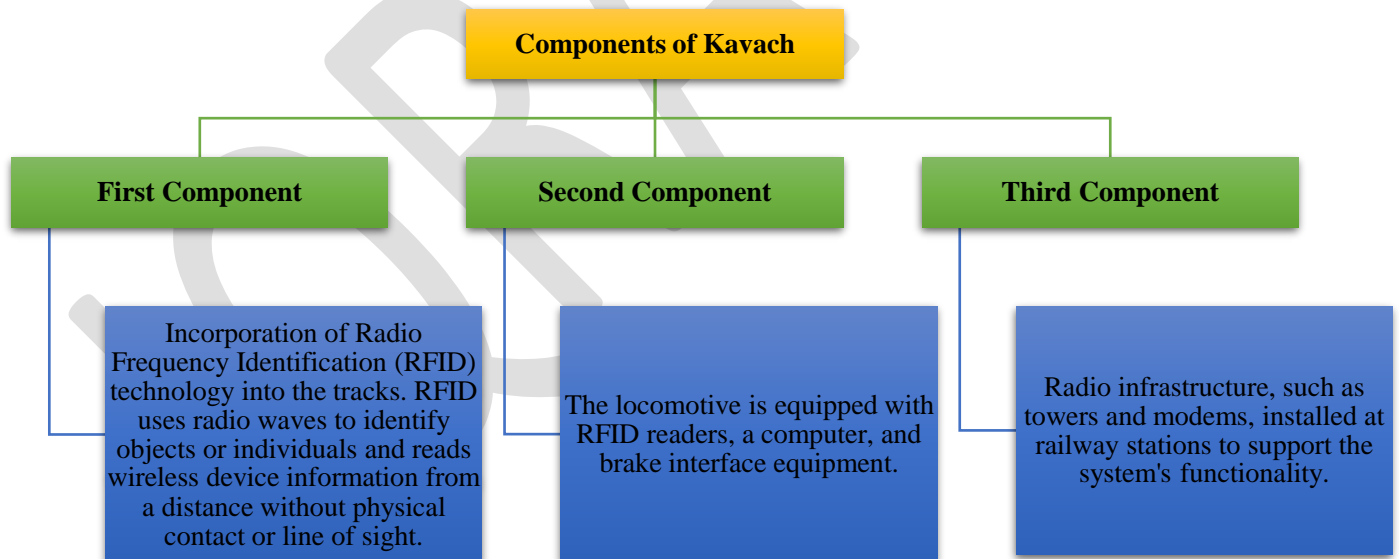 Components of Kavach
First Component
Second Component
Third Component
Incorporation of Radio
Frequency Identification (RFID)
technology into the tracks. RFID
uses radio waves to identify
objects or individuals and reads
wireless device information from
a distance without physical
contact or line of sight.
The locomotive is equipped with
RFID readers, a computer, and
brake interface equipment.
Radio infrastructure, such as
towers and modems, installed at
railway stations to support the
system's functionality.